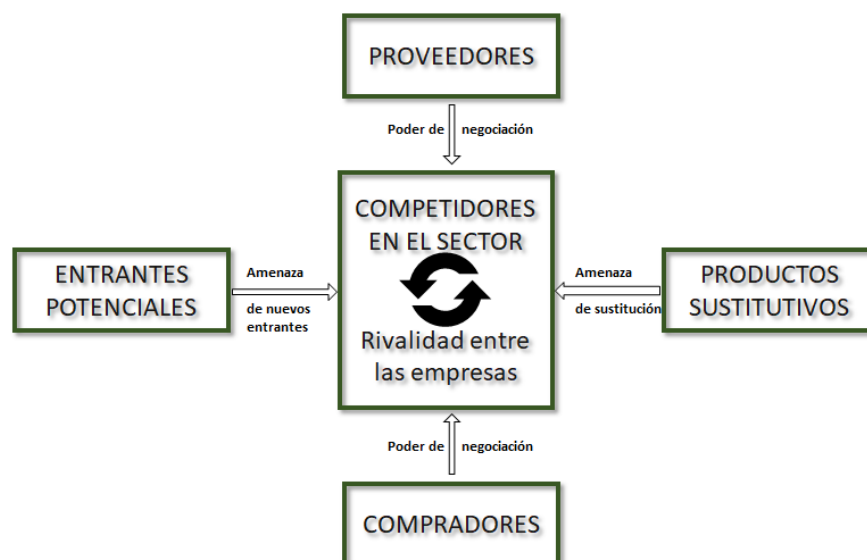 PROVEEDORES
Poder de negociación
COMPETIDORES
EN EL SECTOR
Rivalidad entre
las empresas
ENTRANTES
POTENCIALES
Amenaza
de nuevos
entrantes
Amenaza
de sustitución
PRODUCTOS
SUSTITUTIVOS
Poder de negociación
COMPRADORES